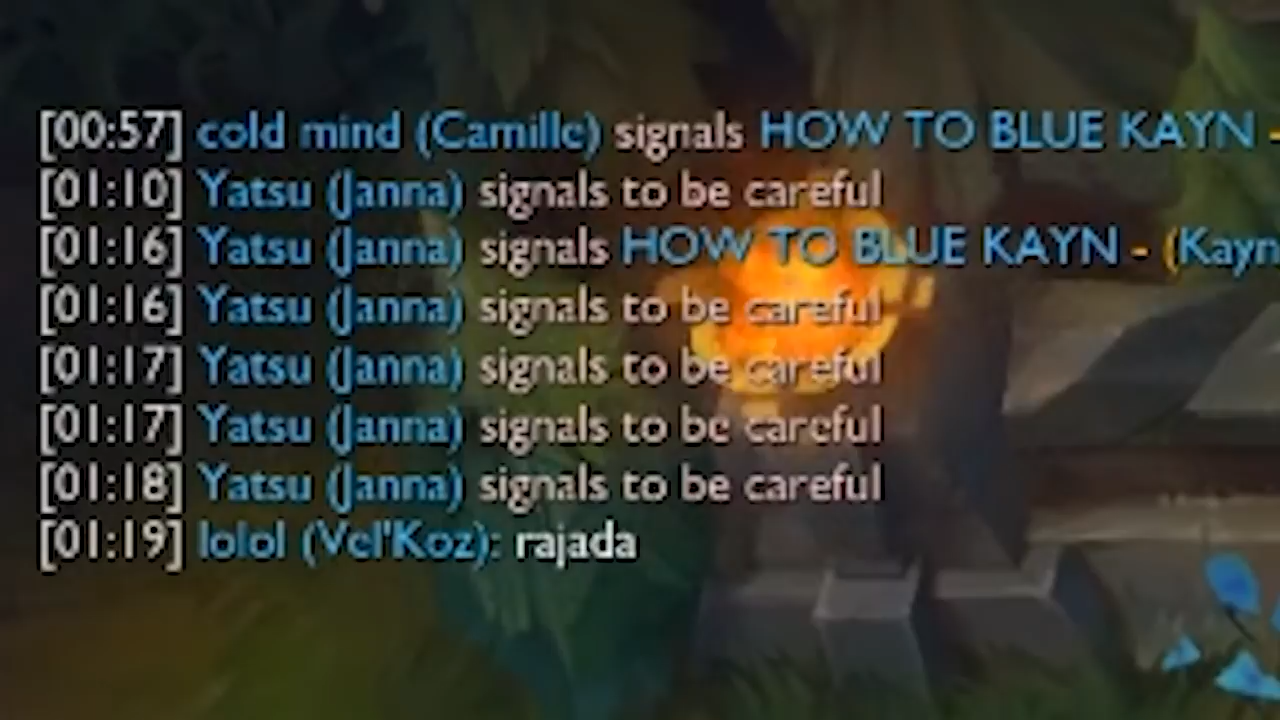 [00:57] cold mind (Camille) signals HOW TO BLUE KAYN -
[01:10] Yatsu (Janna) signals to be careful
[01:16] Yatsu (Janna) signals HOW TO BLUE KAYN - (Kayn
[01:16] Yatsu (Janna) signals to be careful
[01:17] Yatsu (Janna) signals to be careful
[01:17] Yatsu (Janna) signals to be careful
[01:18] Yatsu (Janna) signals to be careful
[01:19] lolol (Vel'Koz): rajada